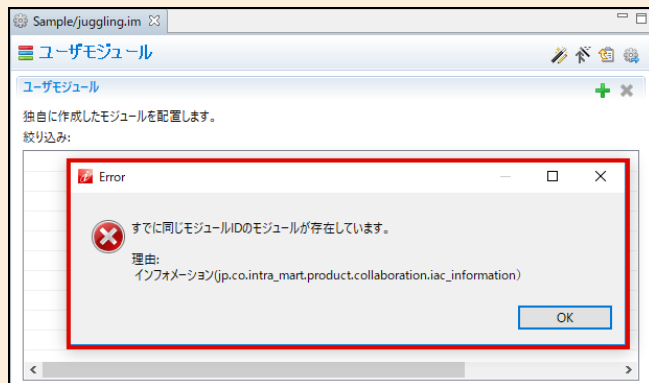 Sample/juggling.im
ユーザモジュール
ユーザモジュール
独自に作成したモジュールを配置します。
絞り込み:
Error
すでに同じモジュールIDのモジュールが存在しています。
理由:
インフォメーション(jp.co.intra_mart.product.collaboration.iac_information)
OK